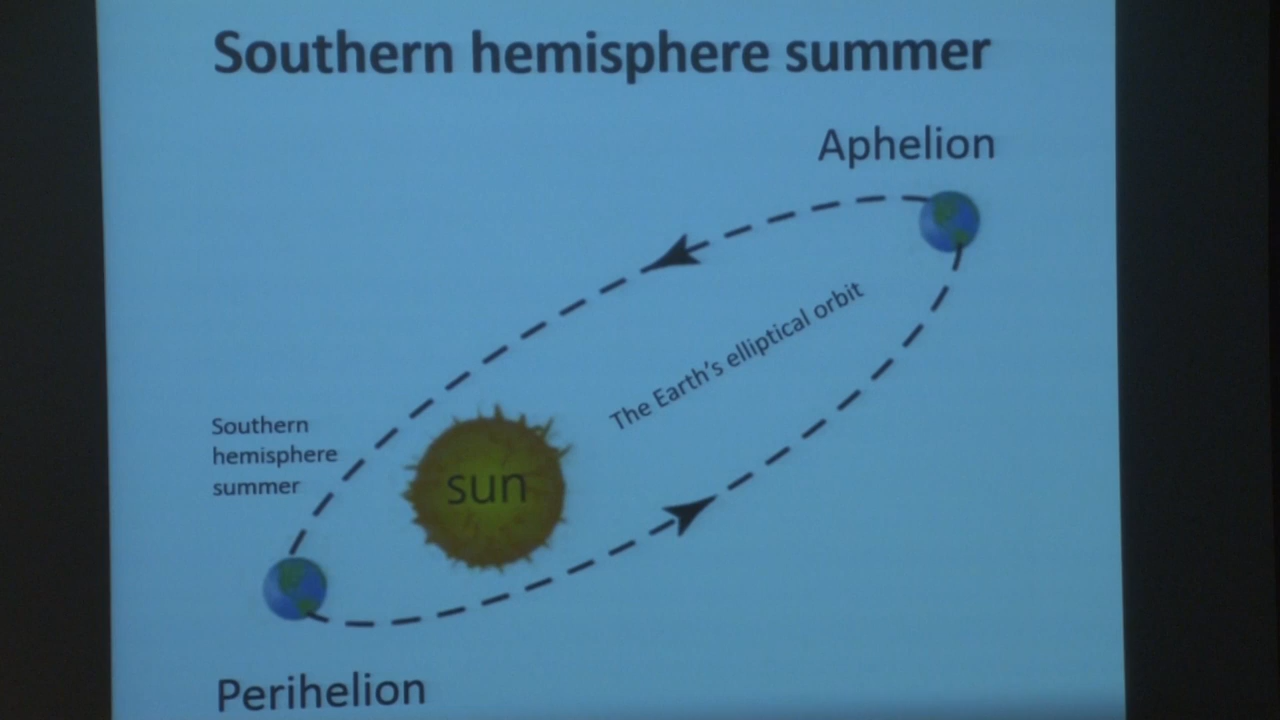 Southern hemisphere summer
Aphelion
The Earth's elliptical orbit
Southern
hemisphere
summer
sun
Perihelion